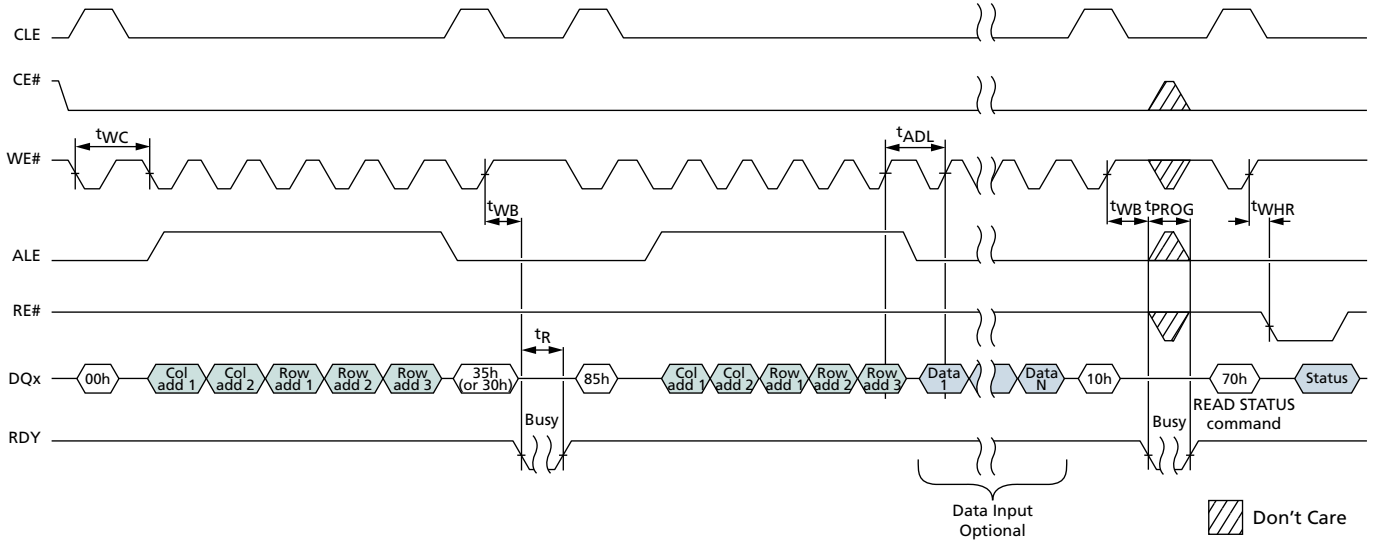 CLE
CE#
tWC
tADL
WE#
tWB
tWB
tPROG
tWHR
ALE
RE#
tR
DQx
00h
Col
add 1
Col
add 2
Row
add 1
Row
add 2
Row
add 3
35h
(or 30h)
85h
Col
add 1
Col
add 2
Row
add 1
Row
add 2
Row
add 3
Data
1
Data
N
10h
70h
Status
READ STATUS
command
Busy
Busy
RDY
Data Input
Optional
Don't Care